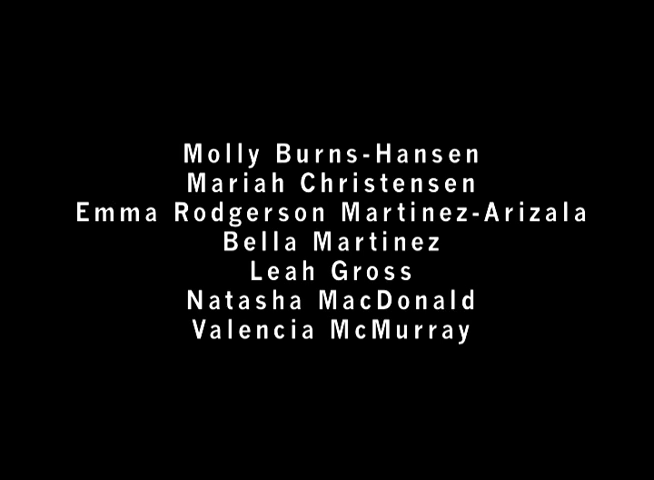 Molly Burns-Hansen
Mariah Christensen
Emma Rodgerson Martinez-Arizala
Bella Martinez
Leah Gross
Natasha MacDonald
Valencia McMurray